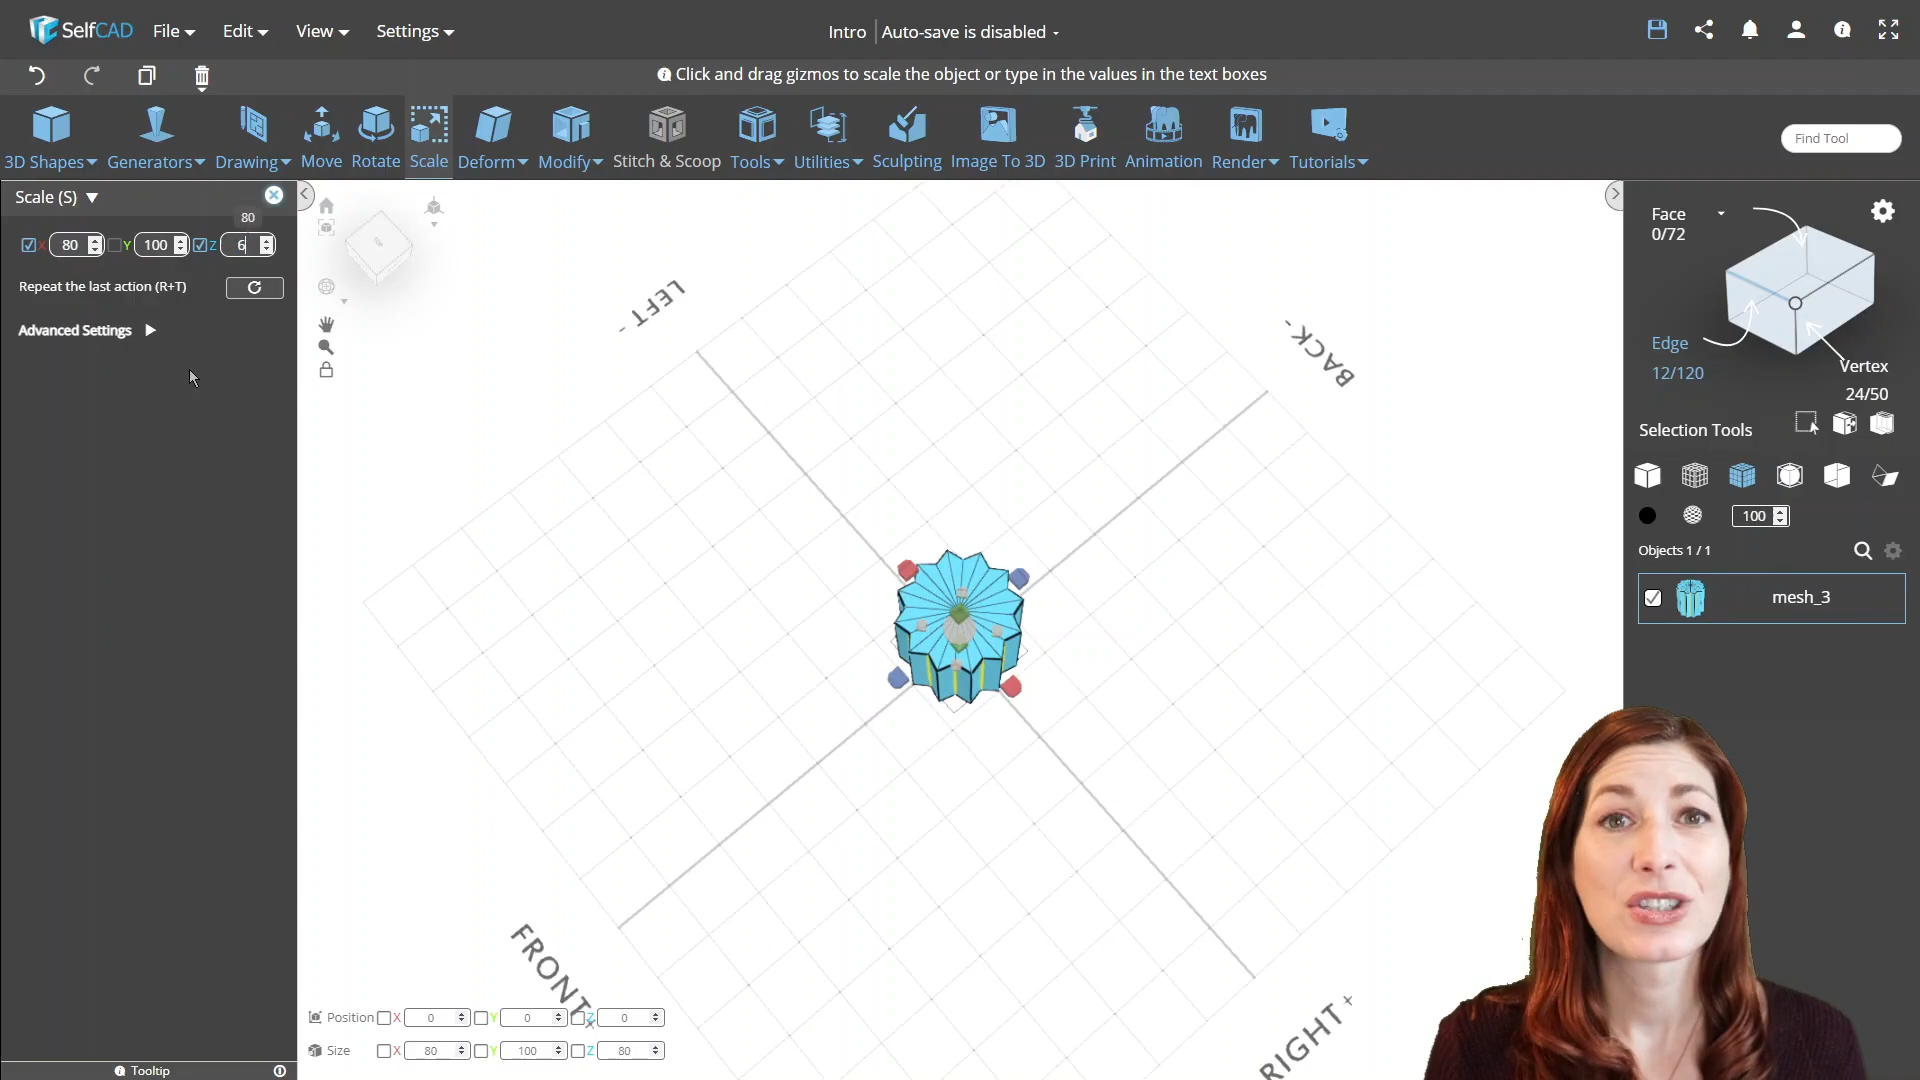 SelfCAD File Edit View Settings Intro Auto-save is disabled
Click and drag gizmos to scale the object or type in the values in the text boxes
3D Shapes Generators Drawing Move Rotate Scale Deform Modify Stitch & Scoop Tools Utilities Sculpting Image To 3D 3D Print Animation Render Tutorials Find Tool
Scale (S)
80
X 80 Y 100 Z 6
Repeat the last action (R+T)
Advanced Settings
LEFT -
BACK -
FRONT +
RIGHT +
Position X 0 Y 0 Z 0
Size X 80 Y 100 Z 80
Tooltip
Face
0/72
Edge
12/120
Vertex
24/50
Selection Tools
100
Objects 1 / 1
mesh_3